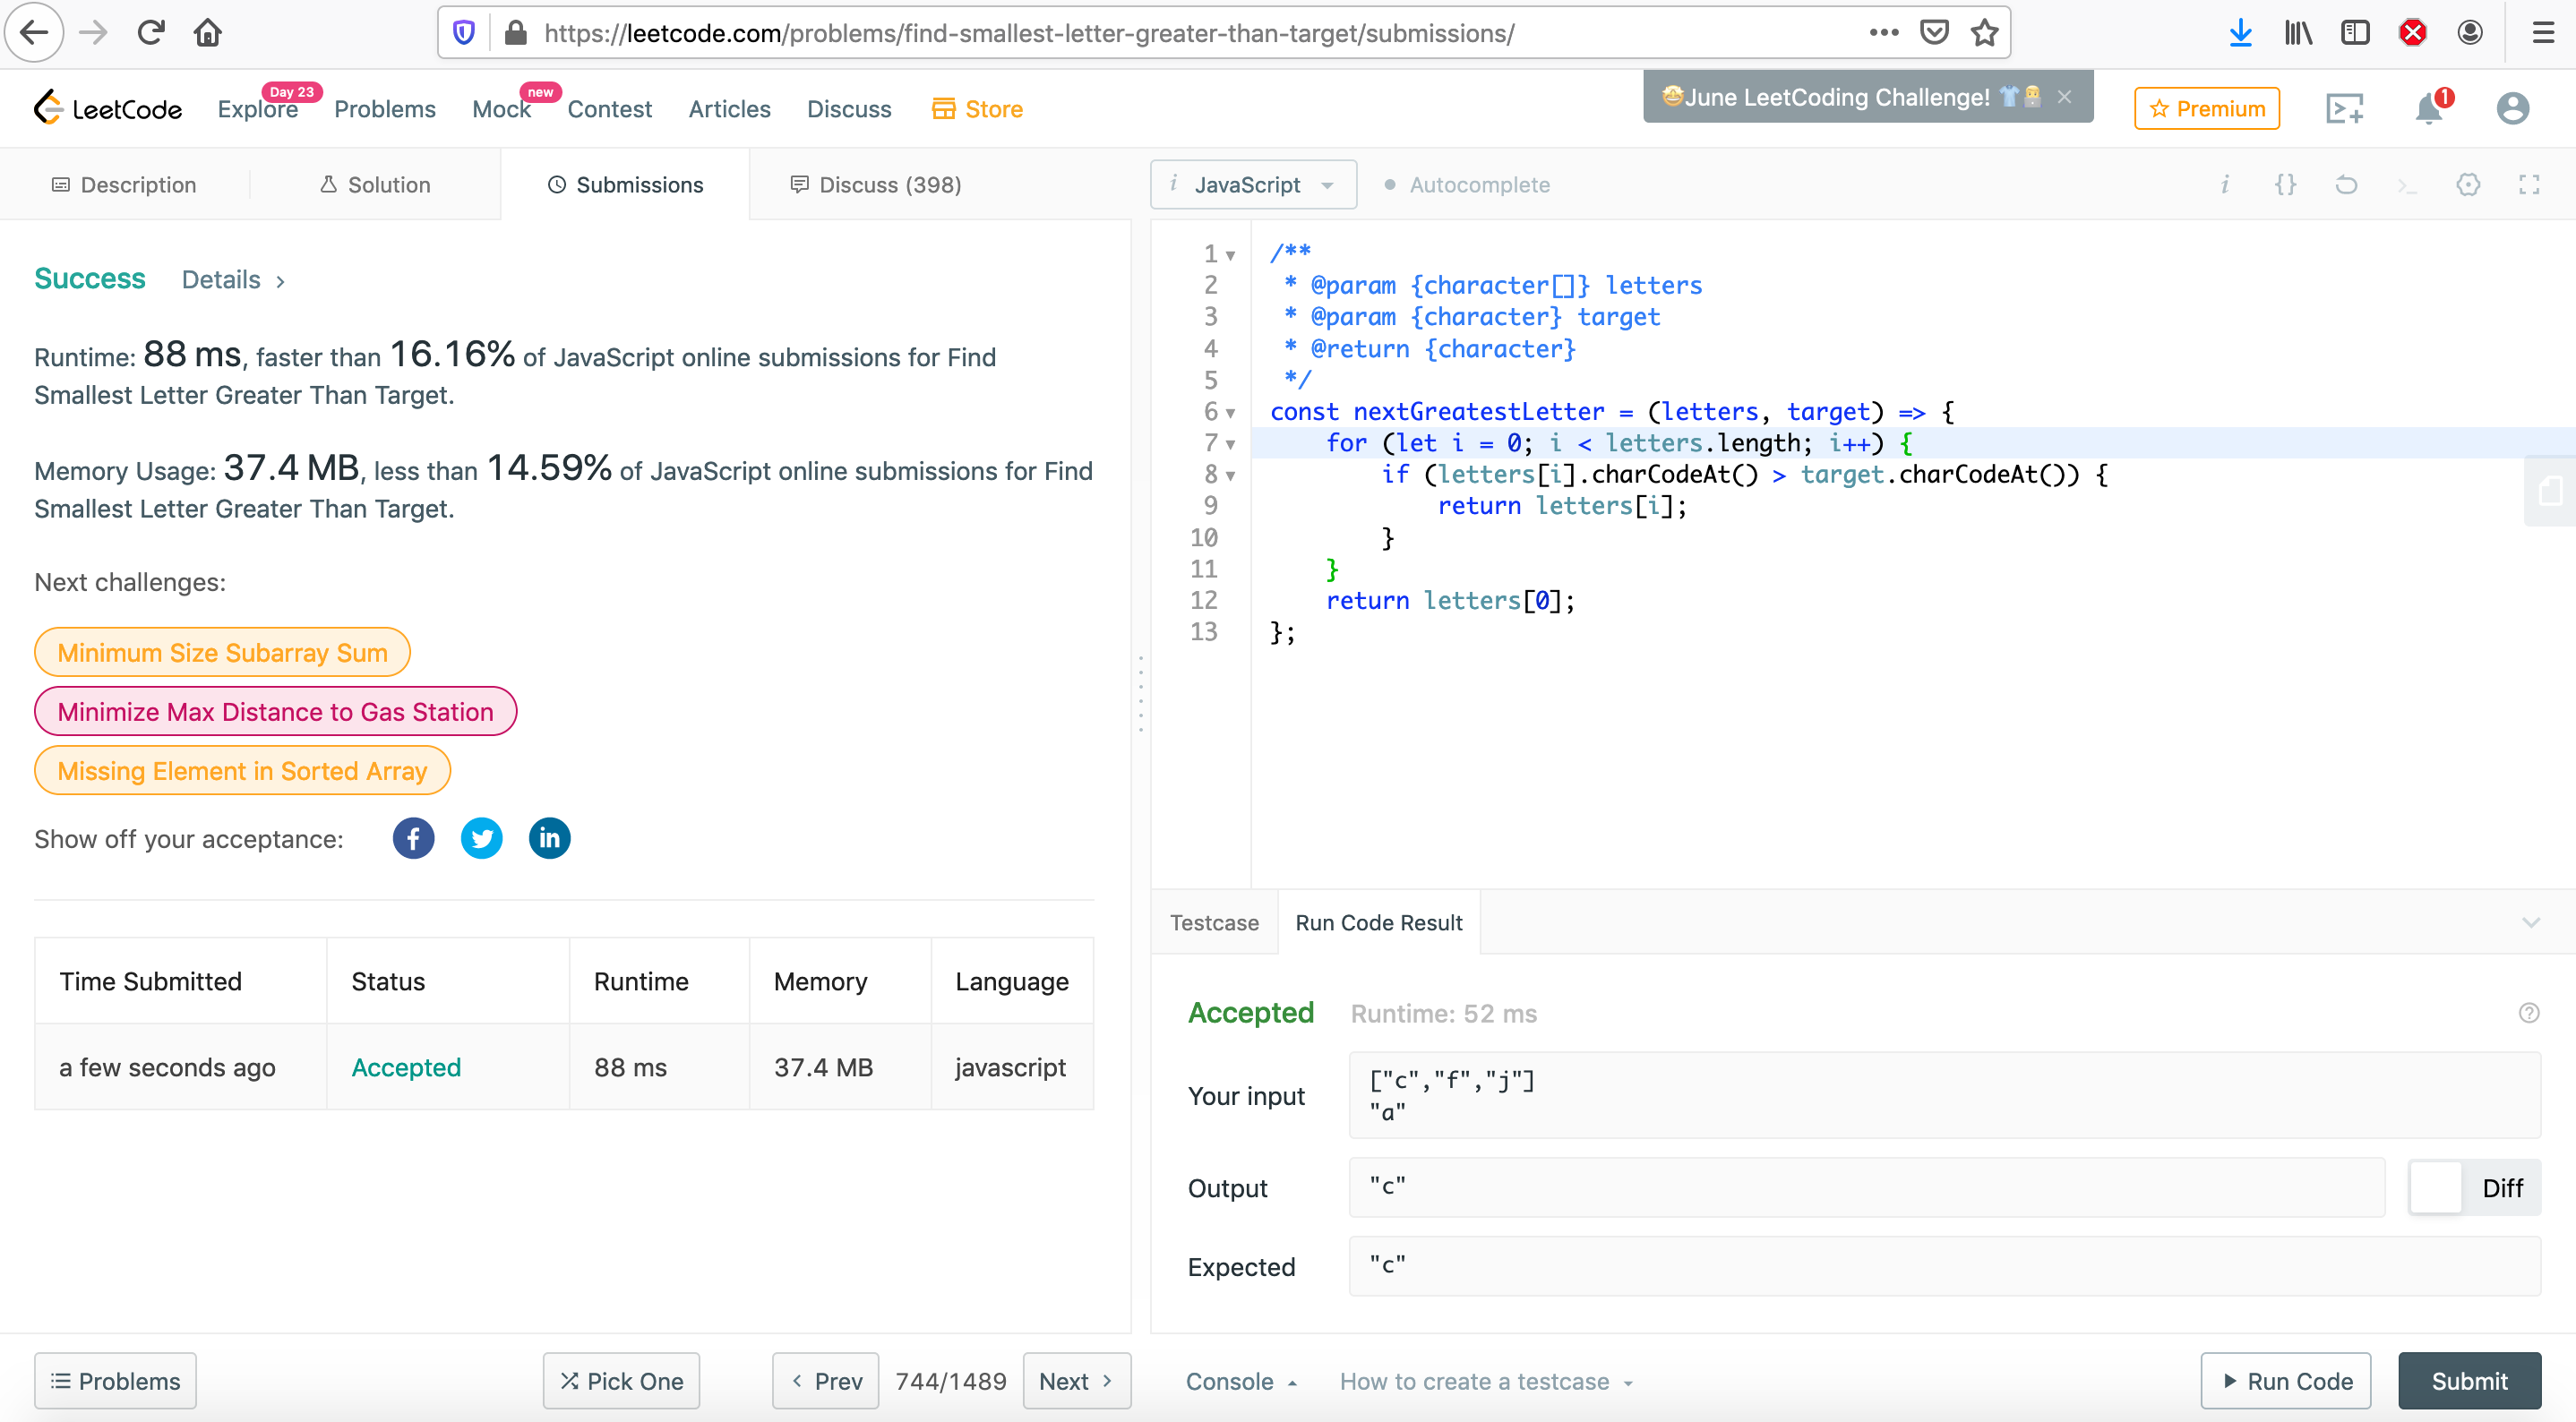 https://leetcode.com/problems/find-smallest-letter-greater-than-target/submissions/
LeetCode
Explore
Day 23
Problems
Mock
new
Contest
Articles
Discuss
Store
🤩June LeetCoding Challenge! 👕👩‍💻 ×
Premium
1
Description
Solution
Submissions
Discuss (398)
i JavaScript
Autocomplete
i {} >_
Success Details >
Runtime: 88 ms, faster than 16.16% of JavaScript online submissions for Find
Smallest Letter Greater Than Target.
Memory Usage: 37.4 MB, less than 14.59% of JavaScript online submissions for Find
Smallest Letter Greater Than Target.
Next challenges:
Minimum Size Subarray Sum
Minimize Max Distance to Gas Station
Missing Element in Sorted Array
Show off your acceptance: f in
Time Submitted Status Runtime Memory Language
a few seconds ago Accepted 88 ms 37.4 MB javascript
1 /**
2  * @param {character[]} letters
3  * @param {character} target
4  * @return {character}
5  */
6 const nextGreatestLetter = (letters, target) => {
7     for (let i = 0; i < letters.length; i++) {
8         if (letters[i].charCodeAt() > target.charCodeAt()) {
9             return letters[i];
10         }
11     }
12     return letters[0];
13 };
Testcase Run Code Result
Accepted Runtime: 52 ms ?
Your input
["c","f","j"]
"a"
Output "c" Diff
Expected "c"
Problems
Pick One
< Prev 744/1489 Next >
Console
How to create a testcase
Run Code
Submit